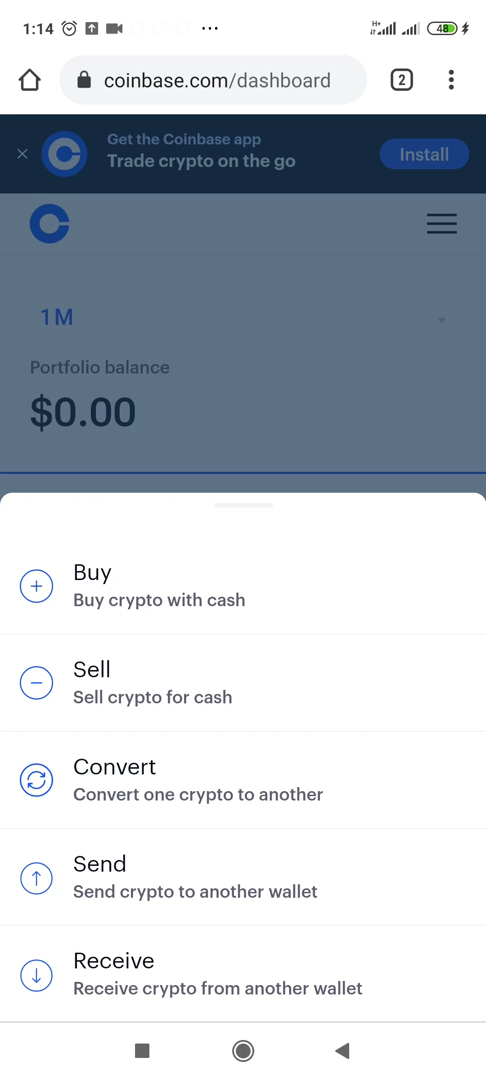 1:14
48
coinbase.com/dashboard
2
Get the Coinbase app
Trade crypto on the go
Install
1M
Portfolio balance
$0.00
Buy
Buy crypto with cash
Sell
Sell crypto for cash
Convert
Convert one crypto to another
Send
Send crypto to another wallet
Receive
Receive crypto from another wallet